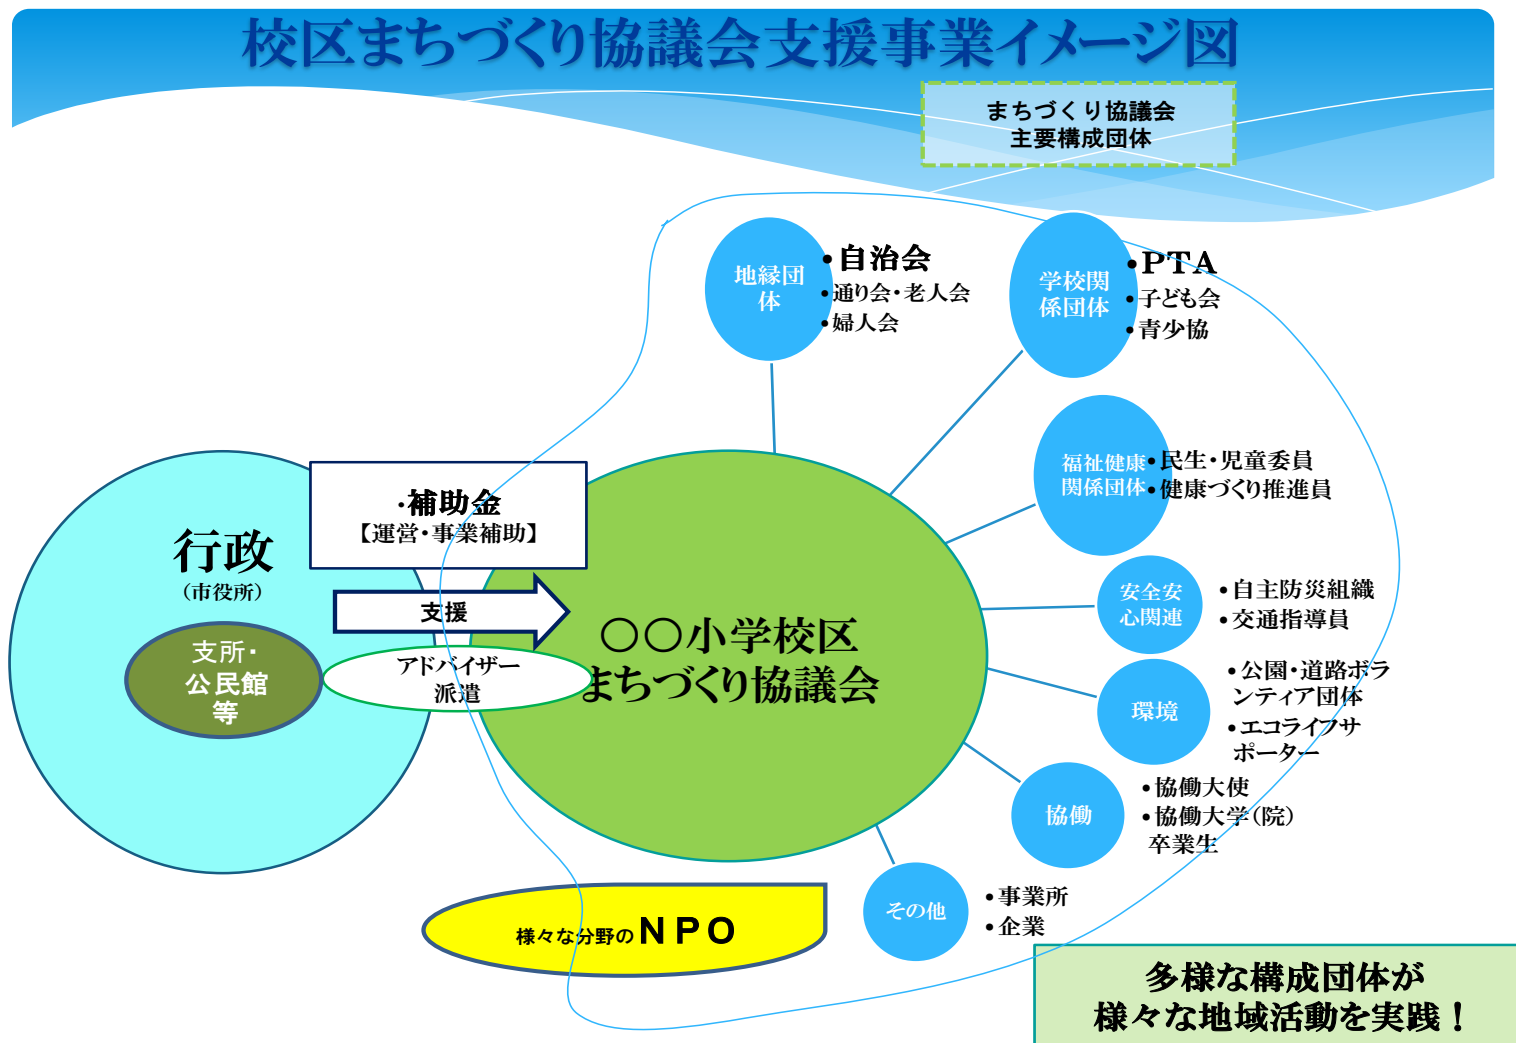 校区まちづくり協議会支援事業イメージ図
まちづくり協議会
主要構成団体
地縁団
体
•自治会
•通り会・老人会
•婦人会
学校関
係団体
•PTA
•子ども会
•青少協
福祉健康
関係団体
•民生・児童委員
•健康づくり推進員
安全安
心関連
•自主防災組織
•交通指導員
環境
•公園・道路ボラ
ンティア団体
•エコライフサ
ポーター
協働
•協働大使
•協働大学(院)
卒業生
その他
•事業所
•企業
行政
(市役所)
支所・
公民館
等
・補助金
【運営・事業補助】
支援
アドバイザー
派遣
〇〇小学校区
まちづくり協議会
様々な分野のNPO
多様な構成団体が
様々な地域活動を実践!